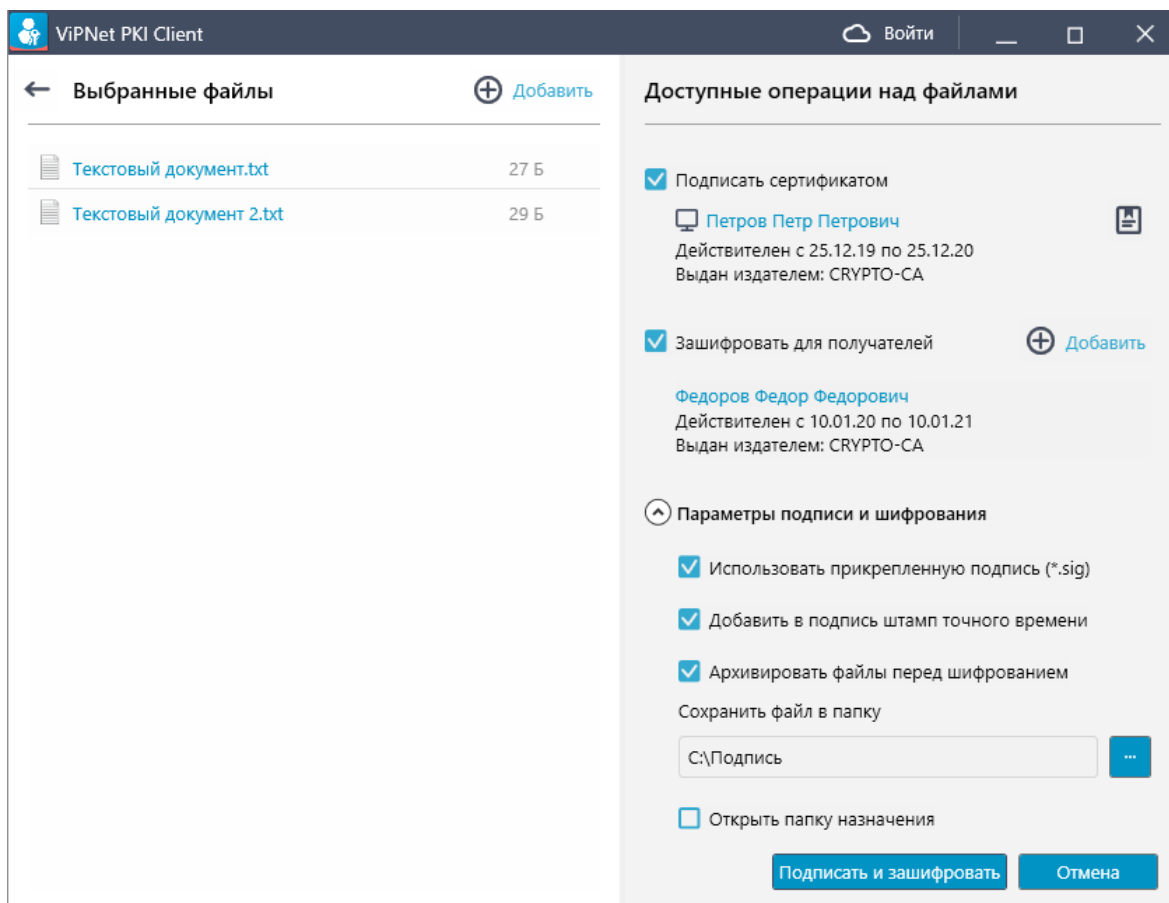 ViPNet PKI Client
Войти
Выбранные файлы
Добавить
Текстовый документ.txt 27 Б
Текстовый документ 2.txt 29 Б
Доступные операции над файлами
Подписать сертификатом
Петров Петр Петрович
Действителен с 25.12.19 по 25.12.20
Выдан издателем: CRYPTO-CA
Зашифровать для получателей
Добавить
Федоров Федор Федорович
Действителен с 10.01.20 по 10.01.21
Выдан издателем: CRYPTO-CA
Параметры подписи и шифрования
Использовать прикрепленную подпись (*.sig)
Добавить в подпись штамп точного времени
Архивировать файлы перед шифрованием
Сохранить файл в папку
С:\Подпись
...
Открыть папку назначения
Подписать и зашифровать
Отмена